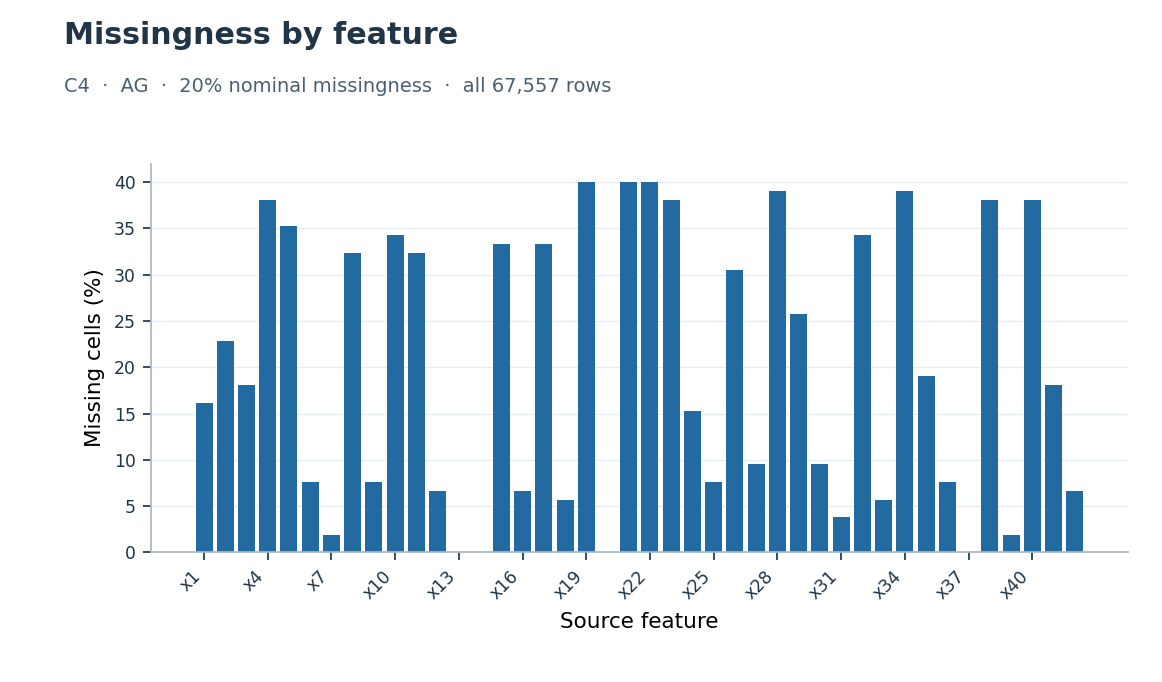 Missingness by feature
C4 · AG · 20% nominal missingness · all 67,557 rows
Missing cells (%)
40
35
30
25
20
15
10
5
0
x1 x4 x7 x10 x13 x16 x19 x22 x25 x28 x31 x34 x37 x40
Source feature